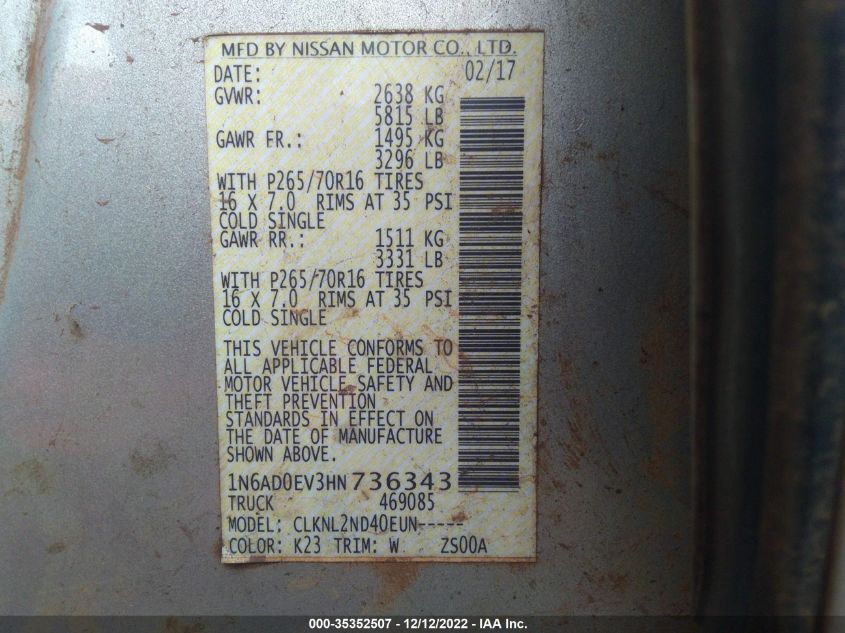 MFD BY NISSAN MOTOR CO., LTD.
DATE: 02/17
GVWR: 2638 KG
5815 LB
GAWR FR.: 1495 KG
3296 LB
WITH P265/70R16 TIRES
16 X 7.0 RIMS AT 35 PSI
COLD SINGLE
GAWR RR.: 1511 KG
3331 LB
WITH P265/70R16 TIRES
16 X 7.0 RIMS AT 35 PSI
COLD SINGLE
THIS VEHICLE CONFORMS TO
ALL APPLICABLE FEDERAL
MOTOR VEHICLE SAFETY AND
THEFT PREVENTION
STANDARDS IN EFFECT ON
THE DATE OF MANUFACTURE
SHOWN ABOVE.
1N6AD0EV3HN736343
TRUCK 469085
MODEL: CLKNL2ND40EUN-----
COLOR: K23 TRIM: W ZS00A
000-35352507 - 12/12/2022 - IAA Inc.